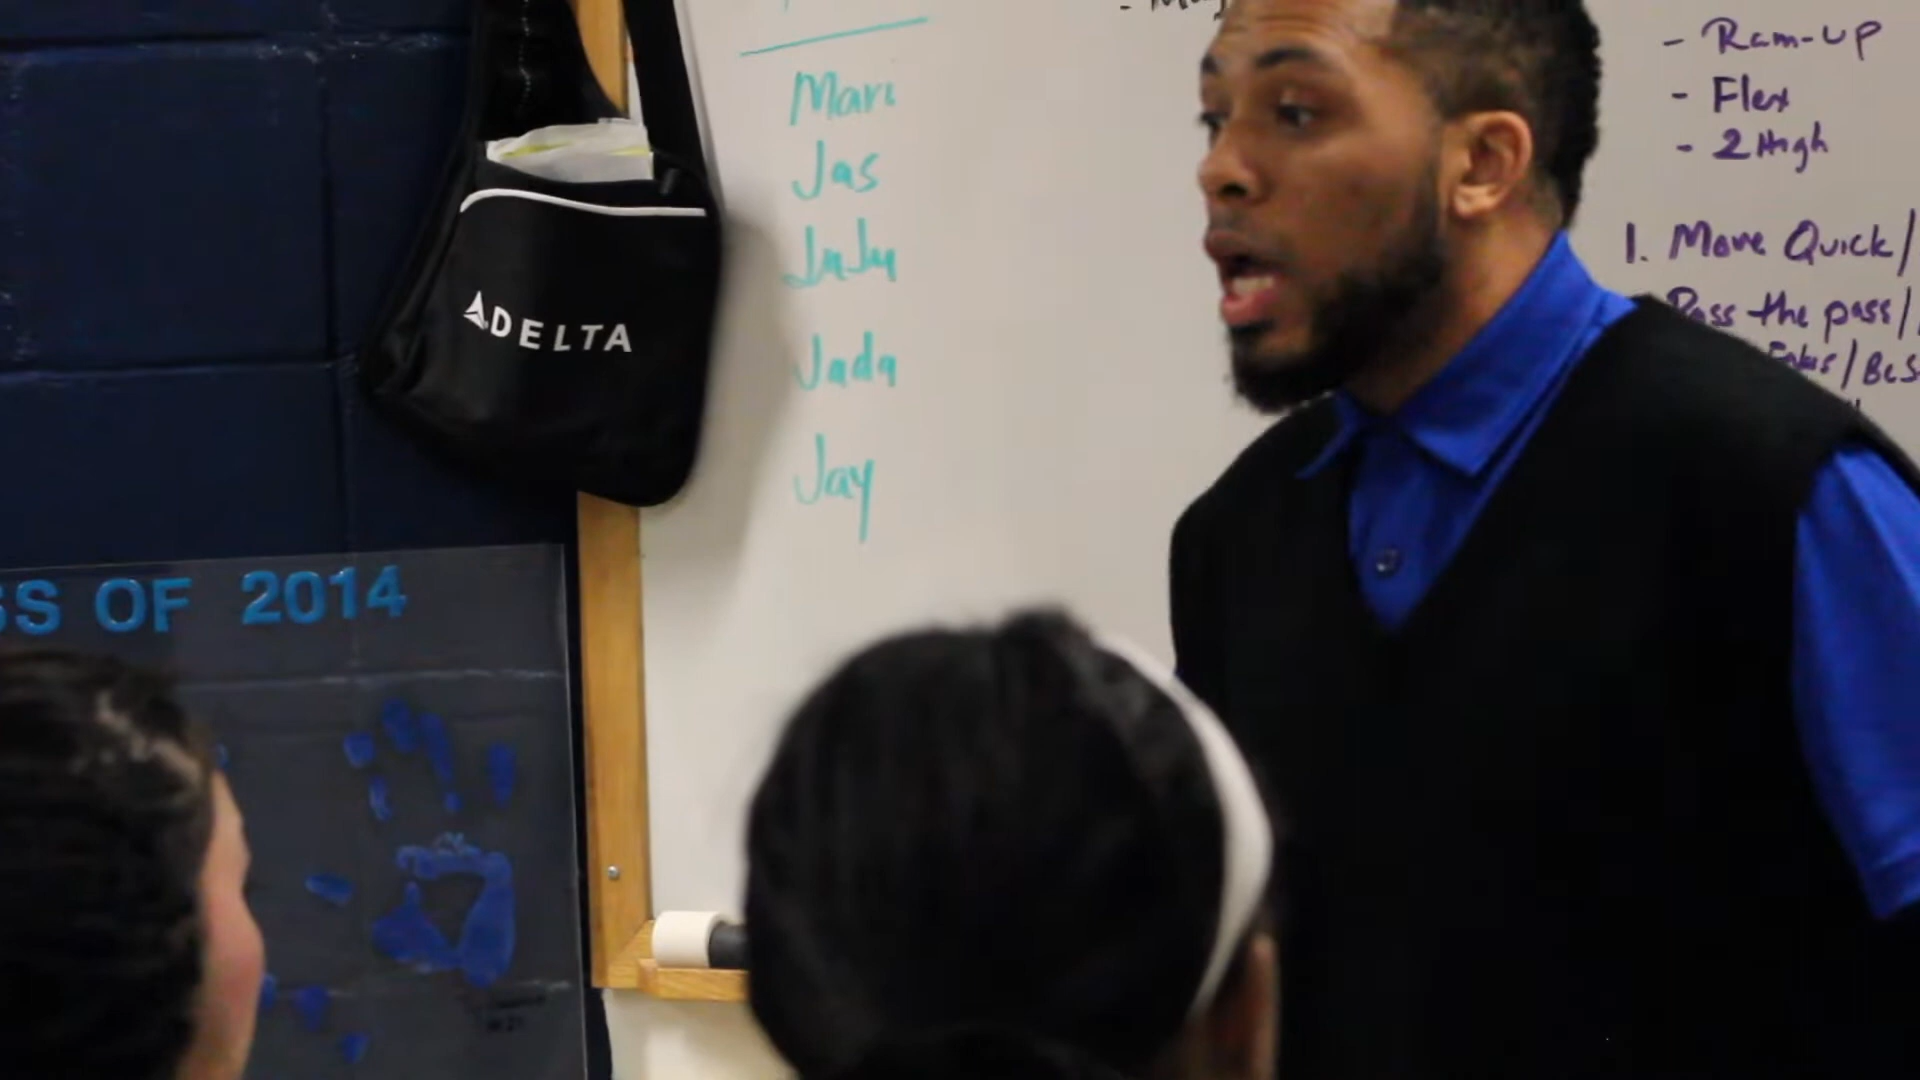 Mari
Jas
JuJu
Jada
Jay
DELTA
SS OF 2014
- Ram-up
- Flex
- 2 High
1. Move Quick/
Pass the pass/